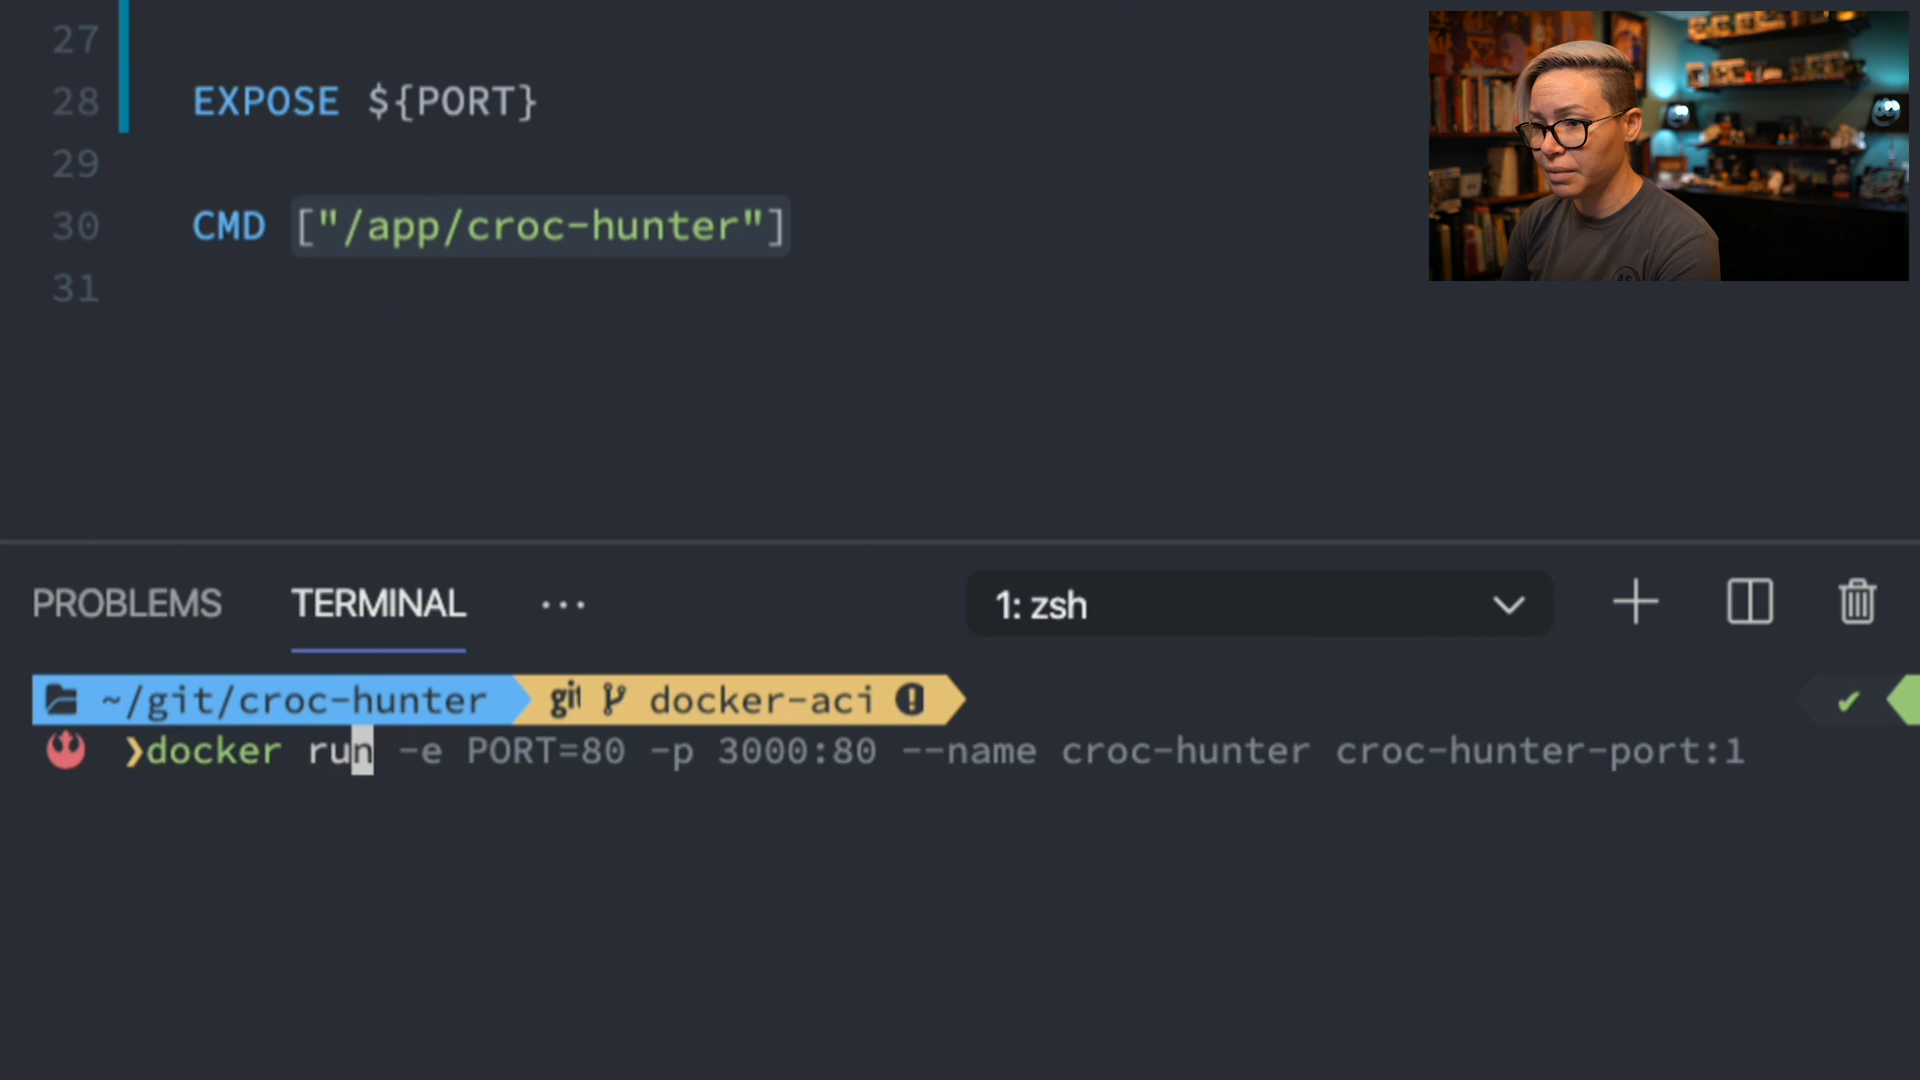 27
28 EXPOSE ${PORT}
29
30 CMD ["/app/croc-hunter"]
31
PROBLEMS TERMINAL ··· 1: zsh
~/git/croc-hunter git docker-aci
❯docker run -e PORT=80 -p 3000:80 --name croc-hunter croc-hunter-port:1